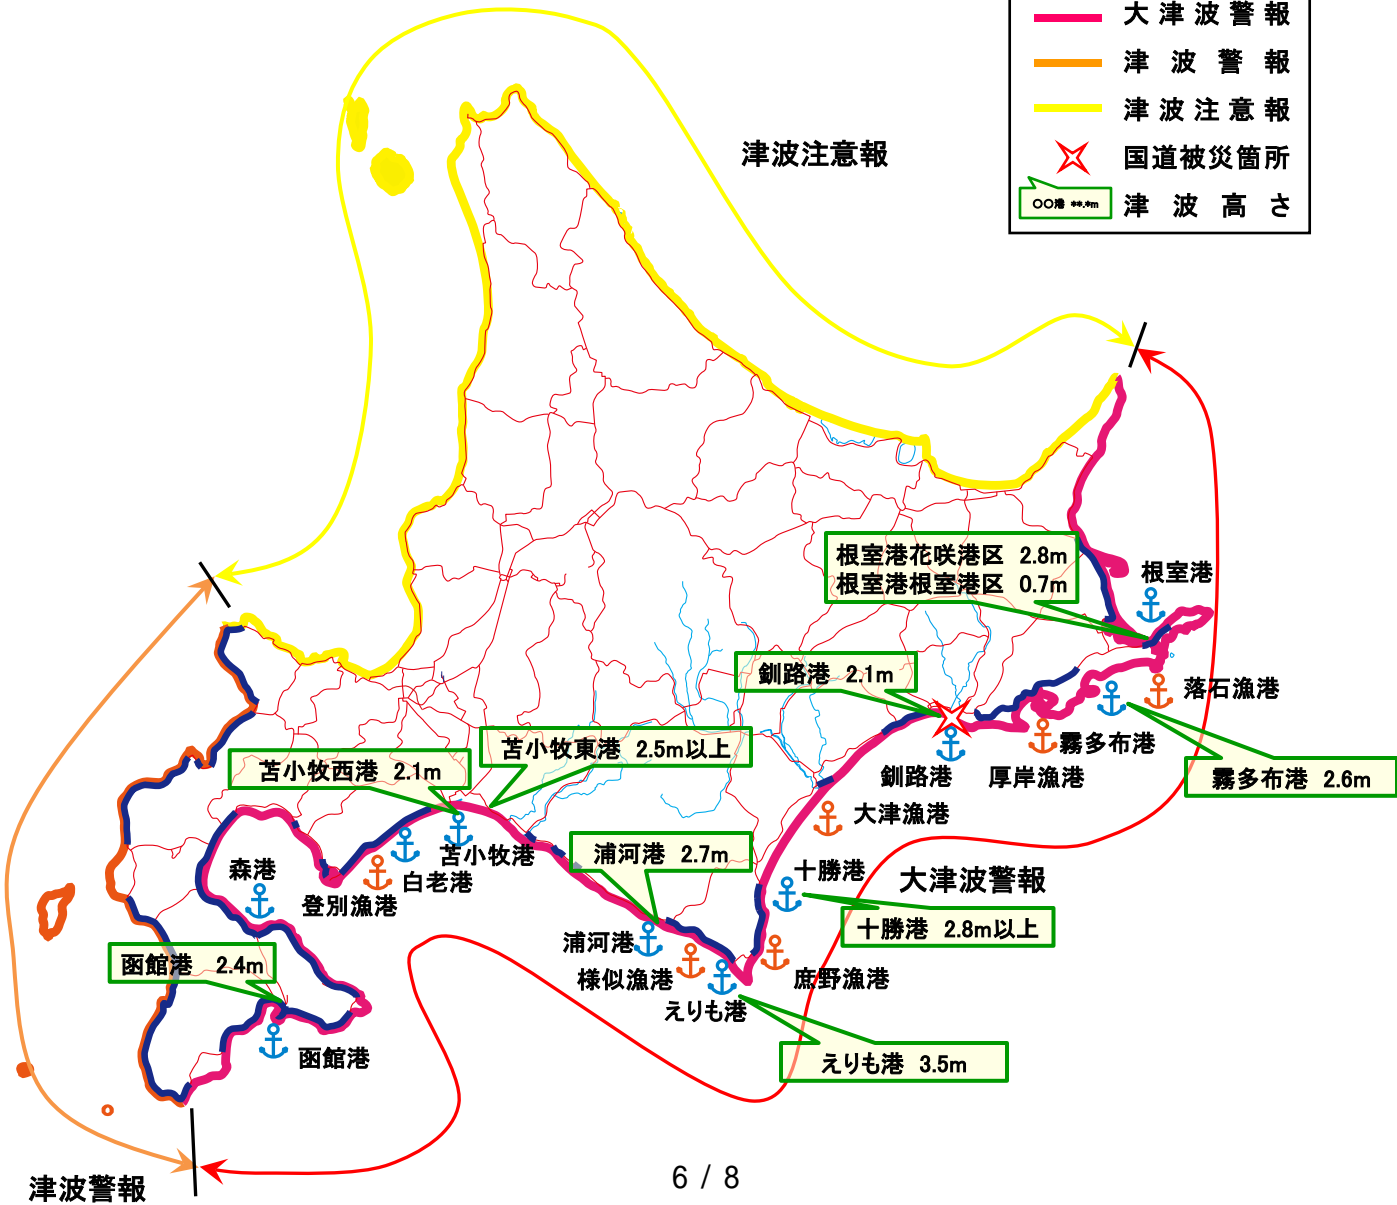 大津波警報
津波警報
津波注意報
国道被災箇所
〇〇港 **.*m
津波高さ
津波注意報
根室港花咲港区 2.8m
根室港根室港区 0.7m
根室港
釧路港 2.1m
落石漁港
苫小牧東港 2.5m以上
霧多布港
苫小牧西港 2.1m
釧路港
厚岸漁港
霧多布港 2.6m
大津漁港
浦河港 2.7m
苫小牧港
森港
白老港
十勝港
大津波警報
登別漁港
十勝港 2.8m以上
浦河港
函館港 2.4m
様似漁港
庶野漁港
えりも港
函館港
えりも港 3.5m
6 / 8
津波警報